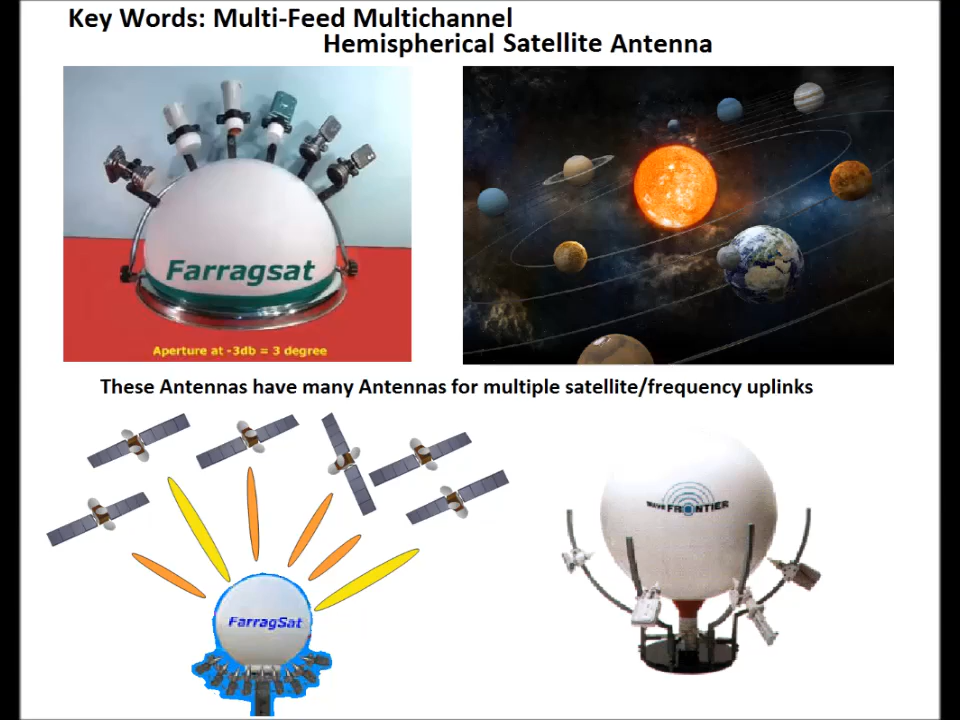 Key Words: Multi-Feed Multichannel
Hemispherical Satellite Antenna
Farragsat
Aperture at -3db = 3 degree
These Antennas have many Antennas for multiple satellite/frequency uplinks
WAVE FRONTIER
FarragSat